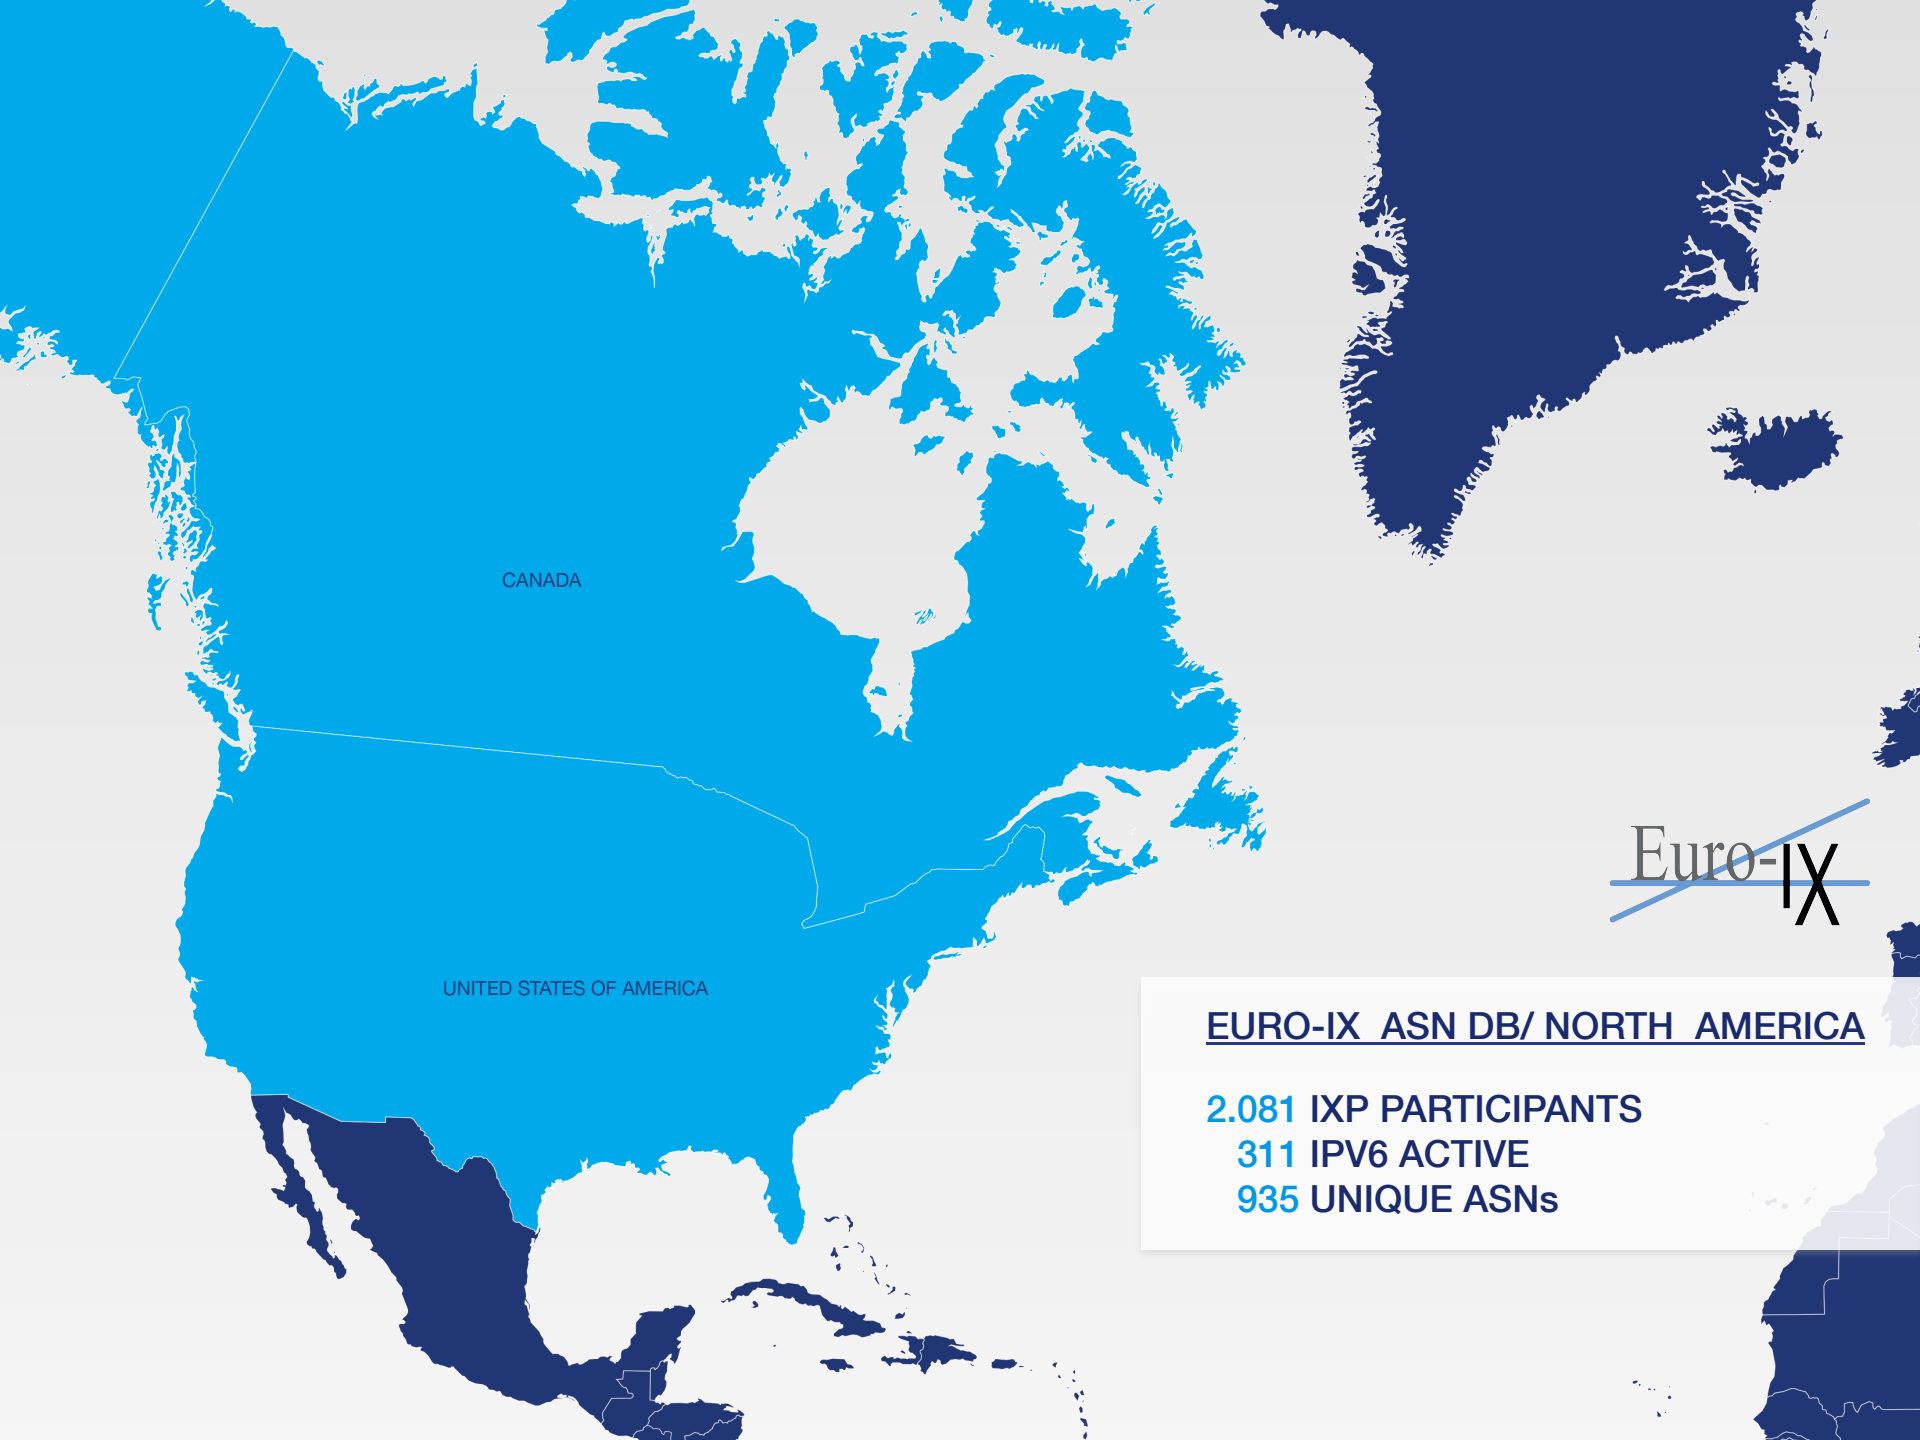 CANADA
UNITED STATES OF AMERICA
Euro-IX
EURO-IX ASN DB/ NORTH AMERICA
2.081 IXP PARTICIPANTS
311 IPV6 ACTIVE
935 UNIQUE ASNs